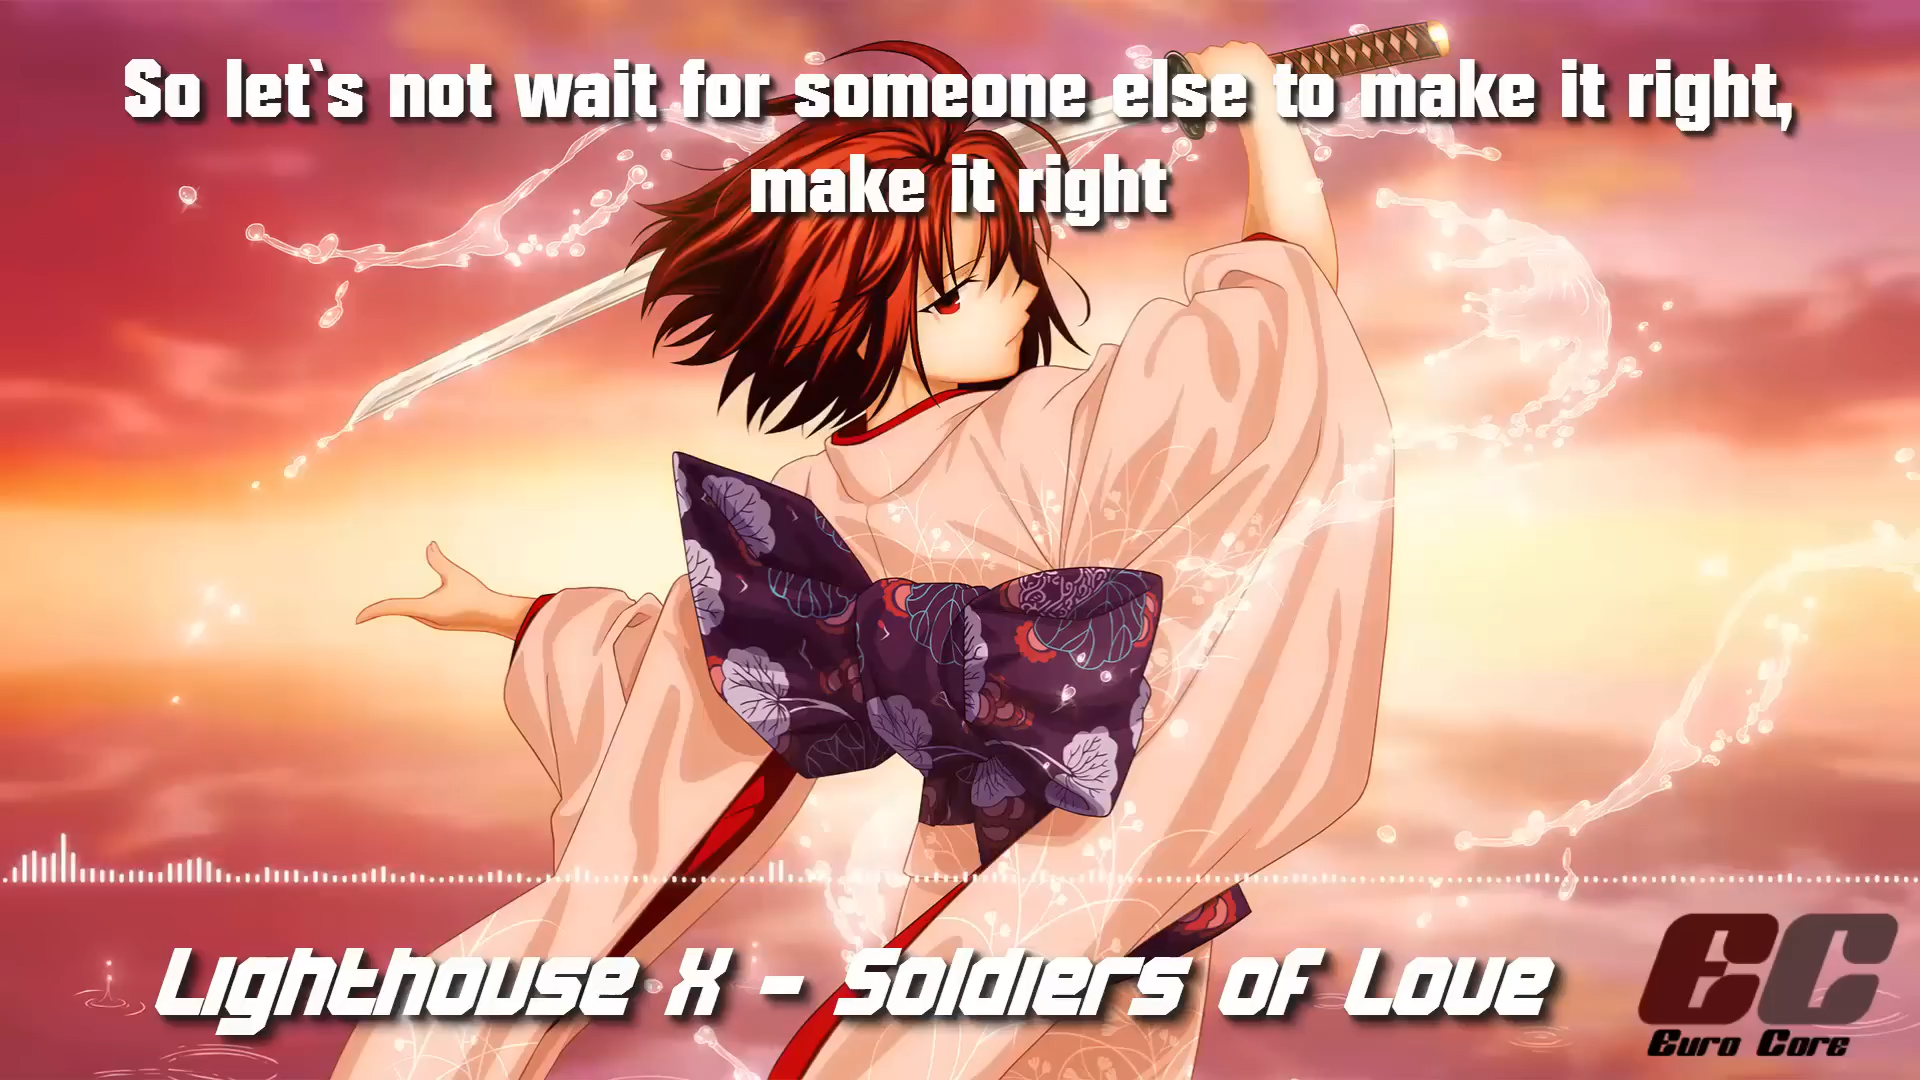 So let`s not wait for someone else to make it right,
make it right
Lighthouse X - Soldiers of Love
EC
Euro Core